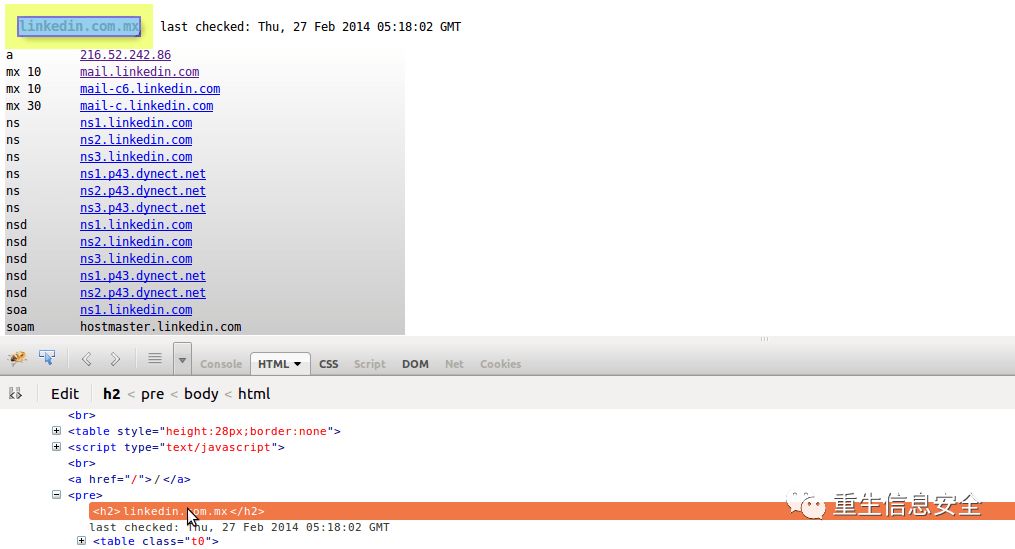 linkedin.com.mx last checked: Thu, 27 Feb 2014 05:18:02 GMT
a 216.52.242.86
mx 10 mail.linkedin.com
mx 10 mail-c6.linkedin.com
mx 30 mail-c.linkedin.com
ns ns1.linkedin.com
ns ns2.linkedin.com
ns ns3.linkedin.com
ns ns1.p43.dynect.net
ns ns2.p43.dynect.net
ns ns3.p43.dynect.net
nsd ns1.linkedin.com
nsd ns2.linkedin.com
nsd ns3.linkedin.com
nsd ns1.p43.dynect.net
nsd ns2.p43.dynect.net
soa ns1.linkedin.com
soam hostmaster.linkedin.com
Console HTML CSS Script DOM Net Cookies
Edit h2 < pre < body < html
<br>
<table style="height:28px;border:none">
<script type="text/javascript">
<br>
<a href="/">/</a>
<pre>
<h2>linkedin.com.mx</h2>
last checked: Thu, 27 Feb 2014 05:18:02 GMT
<table class="t0">
重生信息安全